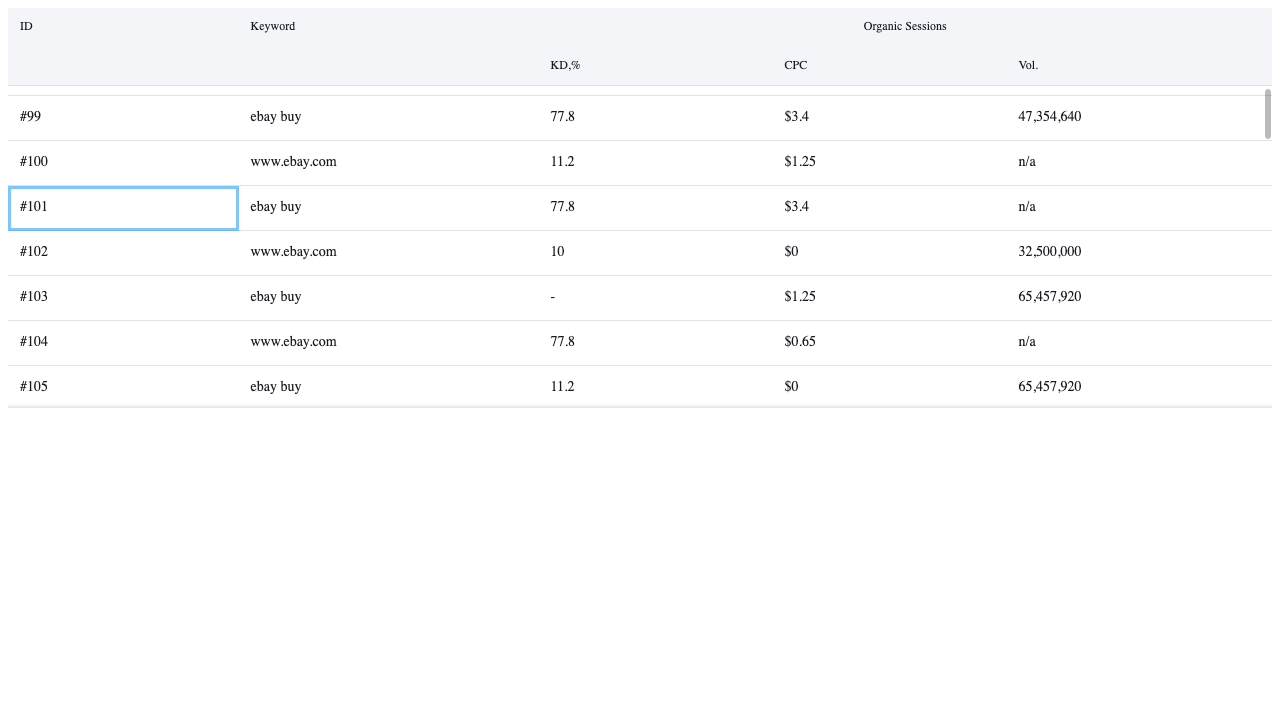 ID Keyword Organic Sessions
KD,% CPC Vol.
#99 ebay buy 77.8 $3.4 47,354,640
#100 www.ebay.com 11.2 $1.25 n/a
#101 ebay buy 77.8 $3.4 n/a
#102 www.ebay.com 10 $0 32,500,000
#103 ebay buy - $1.25 65,457,920
#104 www.ebay.com 77.8 $0.65 n/a
#105 ebay buy 11.2 $0 65,457,920